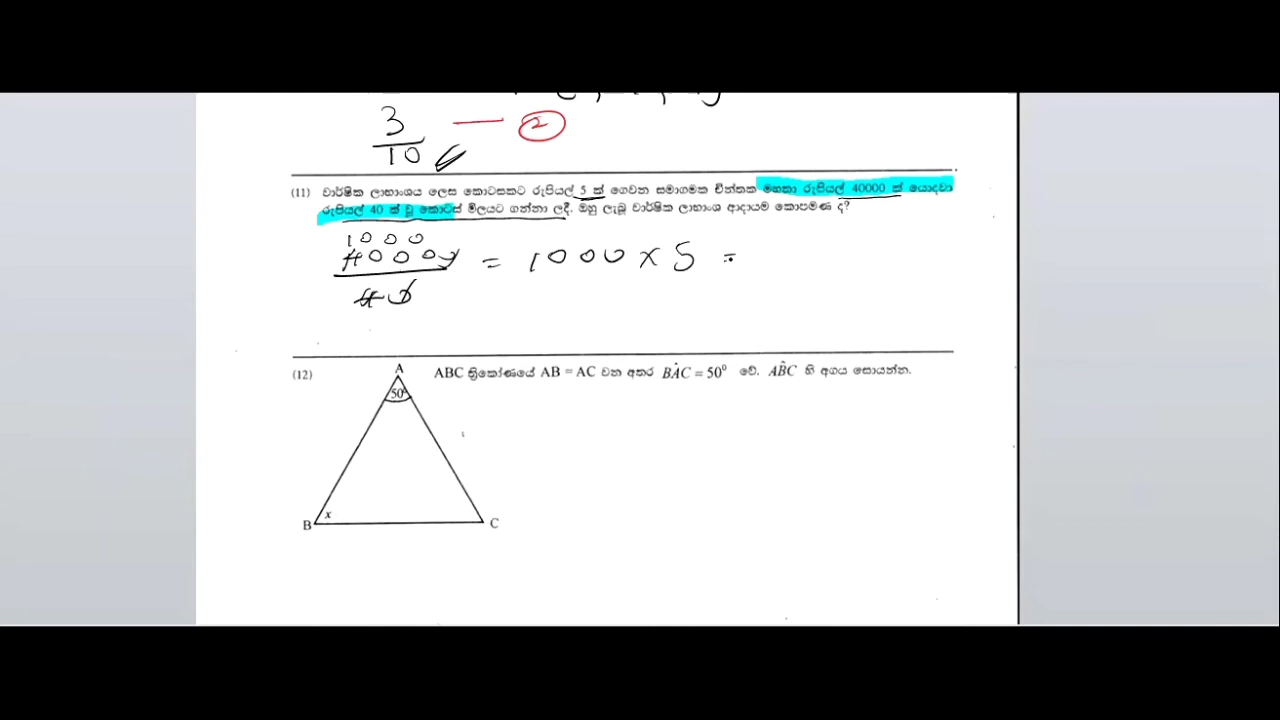 3
10
2
(11) වාර්ෂික ලාභාංශය ලෙස කොටසකට රුපියල් 5 ක් ගෙවන සමාගමක චින්තක මහතා රුපියල් 40000 ක් යොදවා
රුපියල් 40 ක් වූ කොටස් මිලයට ගන්නා ලදී. ඔහු ලැබූ වාර්ෂික ලාභාංශ ආදායම කොපමණ ද?
1000
40000 = 1000 x 5 =
40
A
(12) ABC ත්‍රිකෝණයේ AB = AC වන අතර BÂC = 50⁰ වේ. AB̂C හි අගය සොයන්න.
50⁰
x
B C